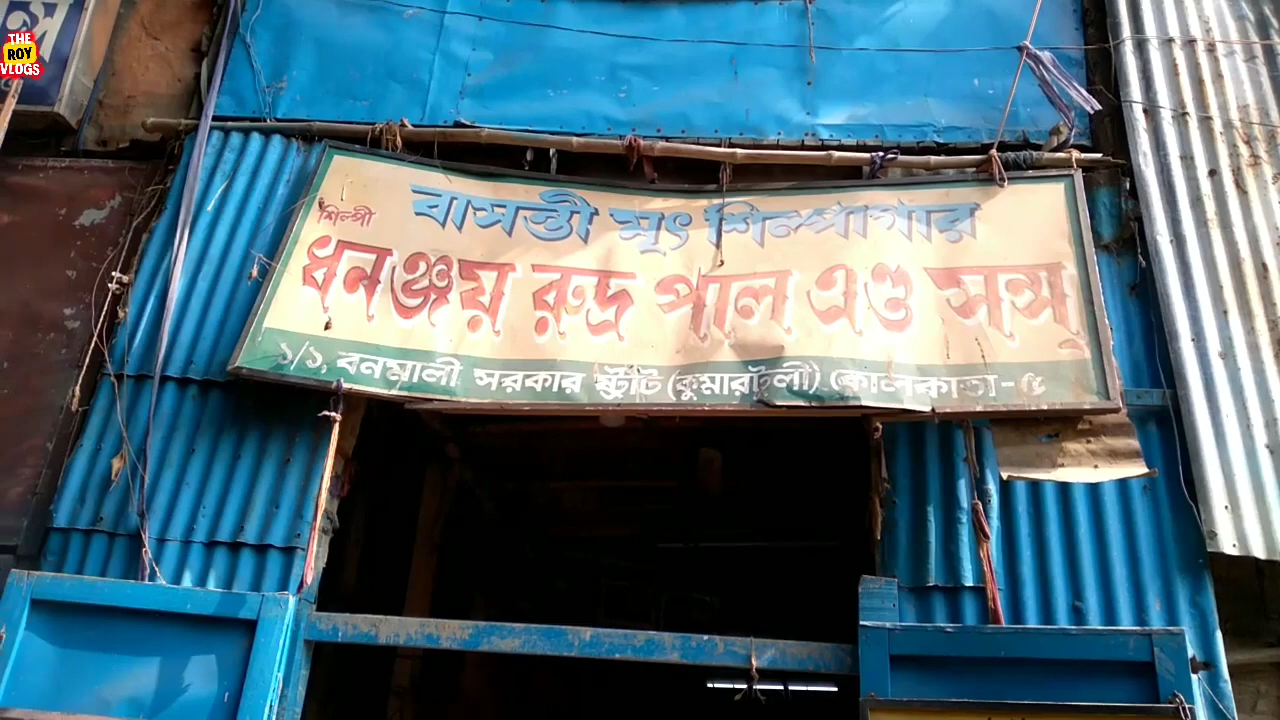 THE
ROY
VLOGS
বাসন্তী মৃৎ শিল্পাগার
শিল্পী
ধনঞ্জয় রুদ্র পাল এণ্ড সন্স্
১/১, বনমালী সরকার ষ্ট্রীট (কুমারটুলী) কোলকাতা-৫